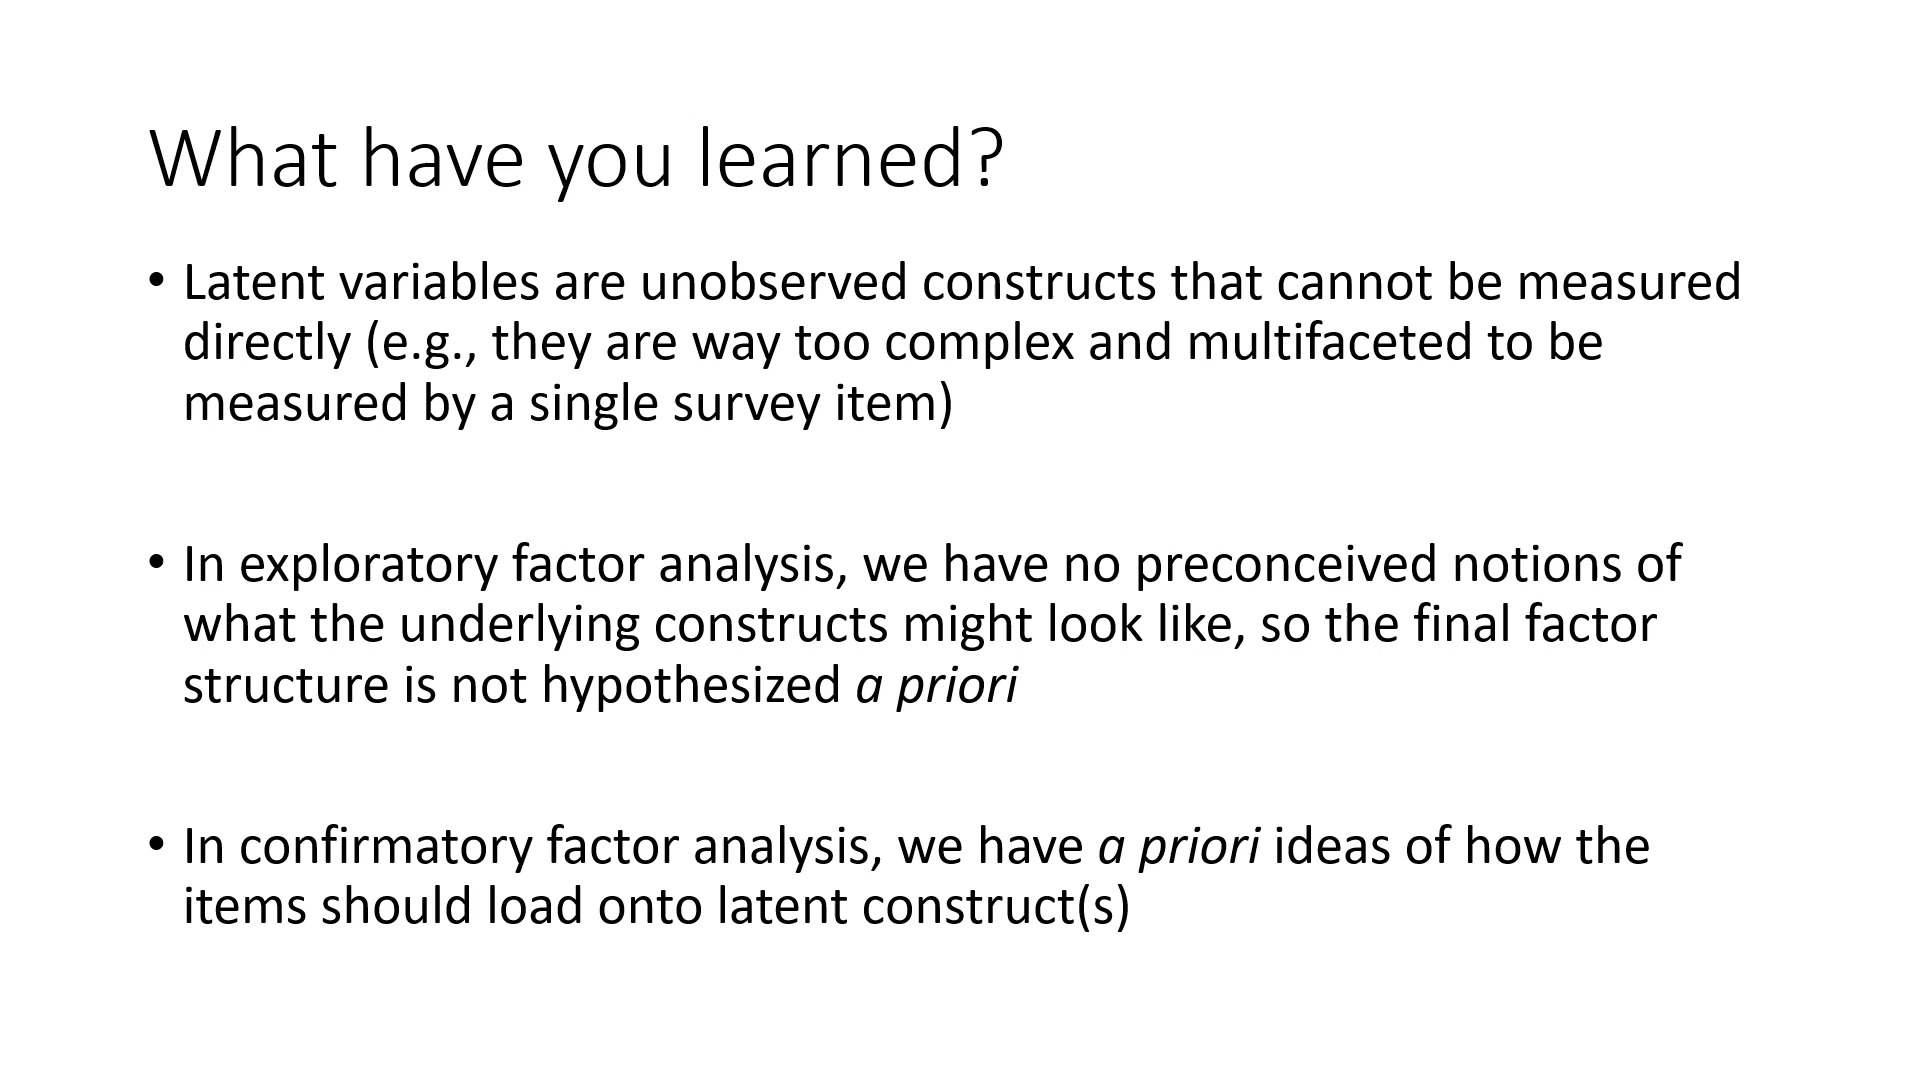 What have you learned?
• Latent variables are unobserved constructs that cannot be measured
directly (e.g., they are way too complex and multifaceted to be
measured by a single survey item)
• In exploratory factor analysis, we have no preconceived notions of
what the underlying constructs might look like, so the final factor
structure is not hypothesized a priori
• In confirmatory factor analysis, we have a priori ideas of how the
items should load onto latent construct(s)